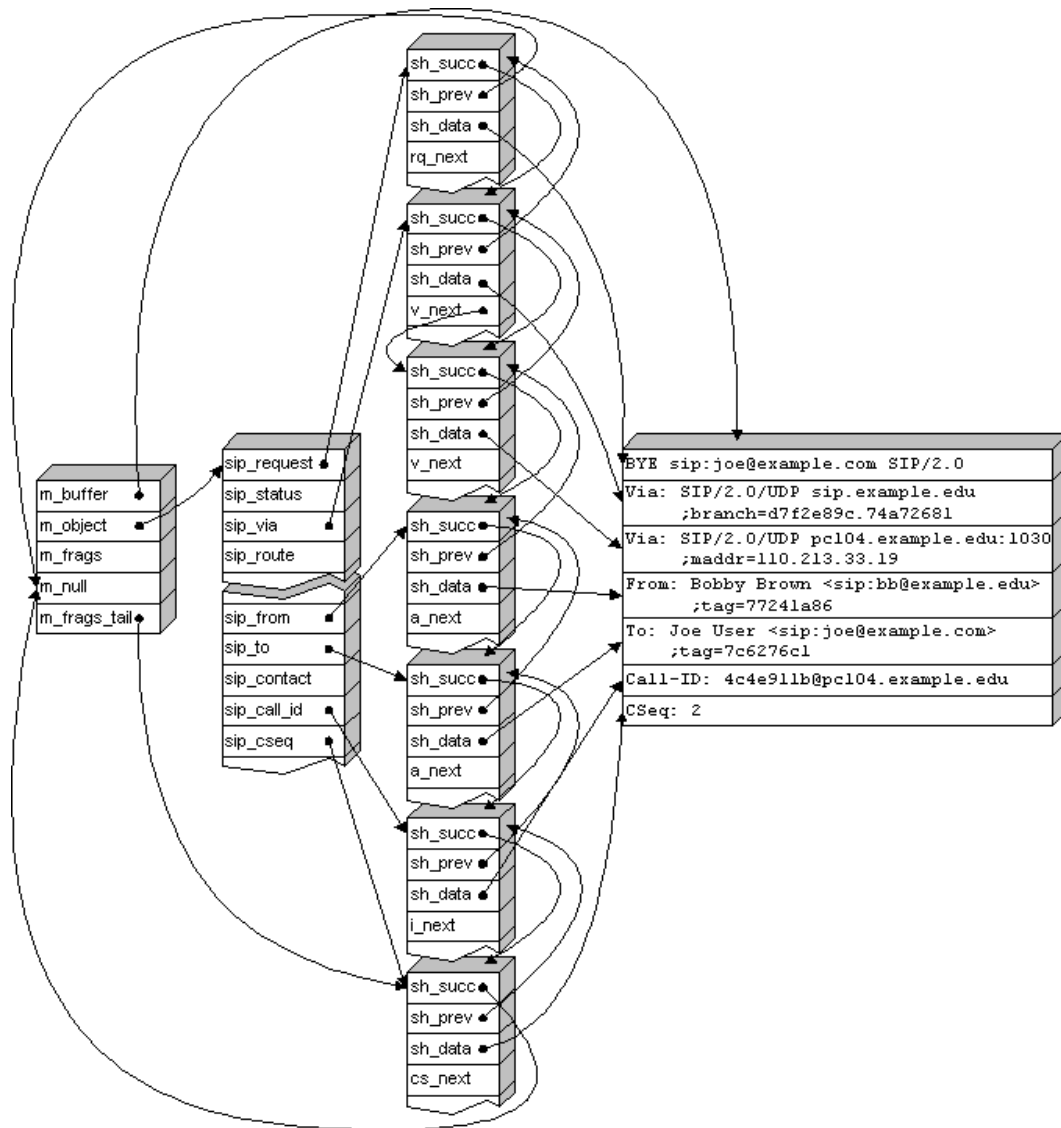 m_buffer
m_object
m_frags
m_null
m_frags_tail
sip_request
sip_status
sip_via
sip_route
sip_from
sip_to
sip_contact
sip_call_id
sip_cseq
sh_succ
sh_prev
sh_data
rq_next
sh_succ
sh_prev
sh_data
v_next
sh_succ
sh_prev
sh_data
v_next
sh_succ
sh_prev
sh_data
a_next
sh_succ
sh_prev
sh_data
a_next
sh_succ
sh_prev
sh_data
i_next
sh_succ
sh_prev
sh_data
cs_next
BYE sip:joe@example.com SIP/2.0
Via: SIP/2.0/UDP sip.example.edu
;branch=d7f2e89c.74a72681
Via: SIP/2.0/UDP pc104.example.edu:1030
;maddr=110.213.33.19
From: Bobby Brown <sip:bb@example.edu>
;tag=77241a86
To: Joe User <sip:joe@example.com>
;tag=7c6276c1
Call-ID: 4c4e911b@pc104.example.edu
CSeq: 2